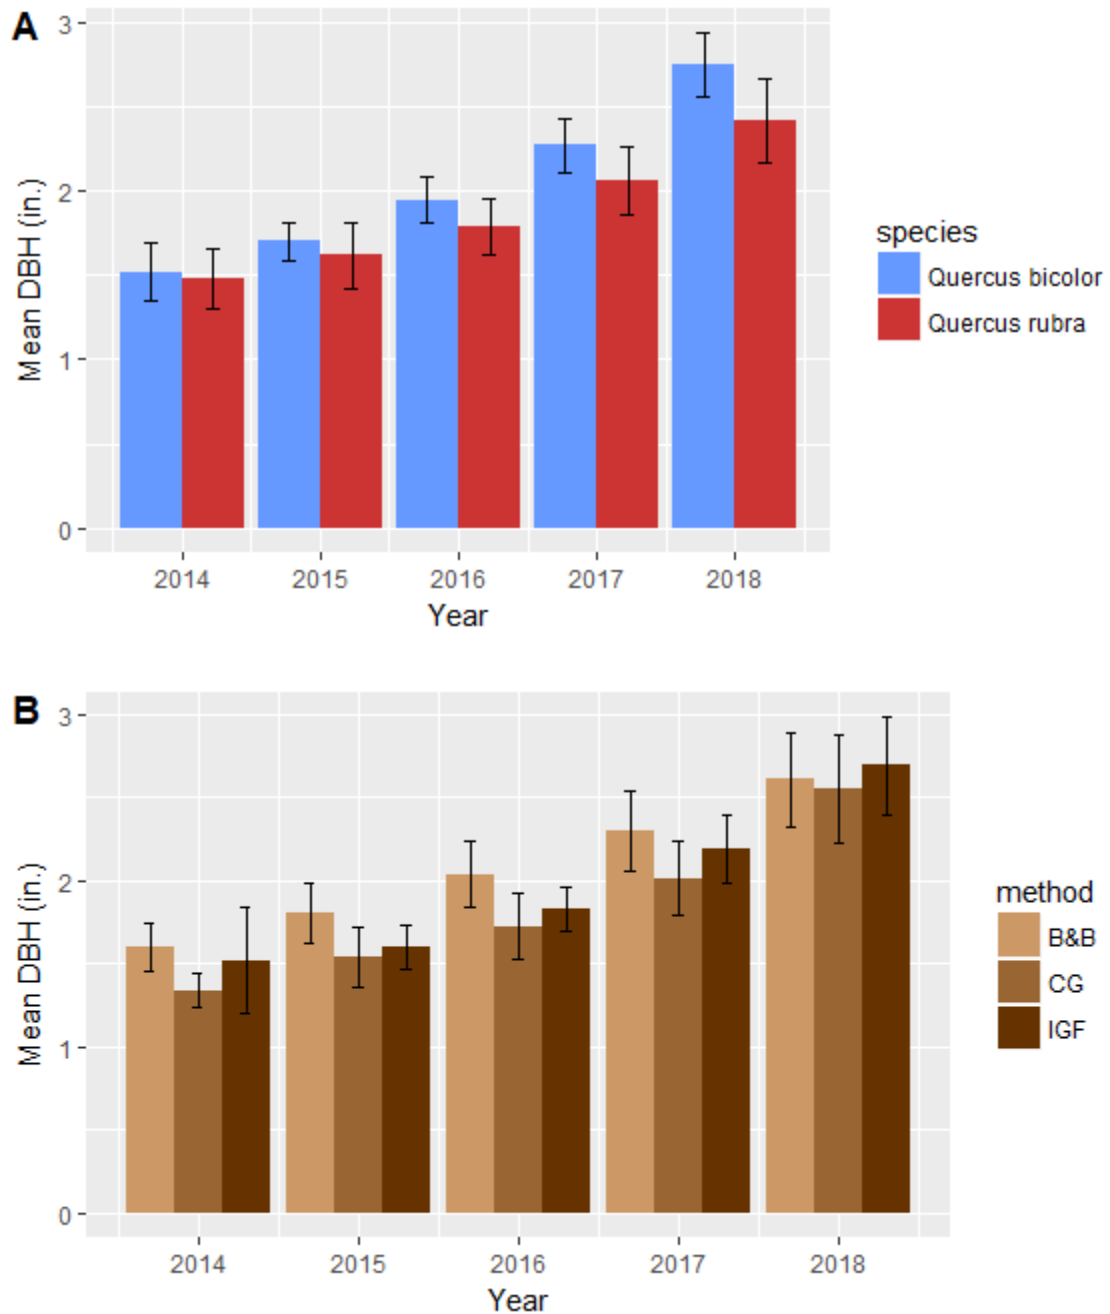 A
3
2
1
0
Mean DBH (in.)
2014 2015 2016 2017 2018
Year
species
Quercus bicolor
Quercus rubra
B
3
2
1
0
Mean DBH (in.)
2014 2015 2016 2017 2018
Year
method
B&B
CG
IGF